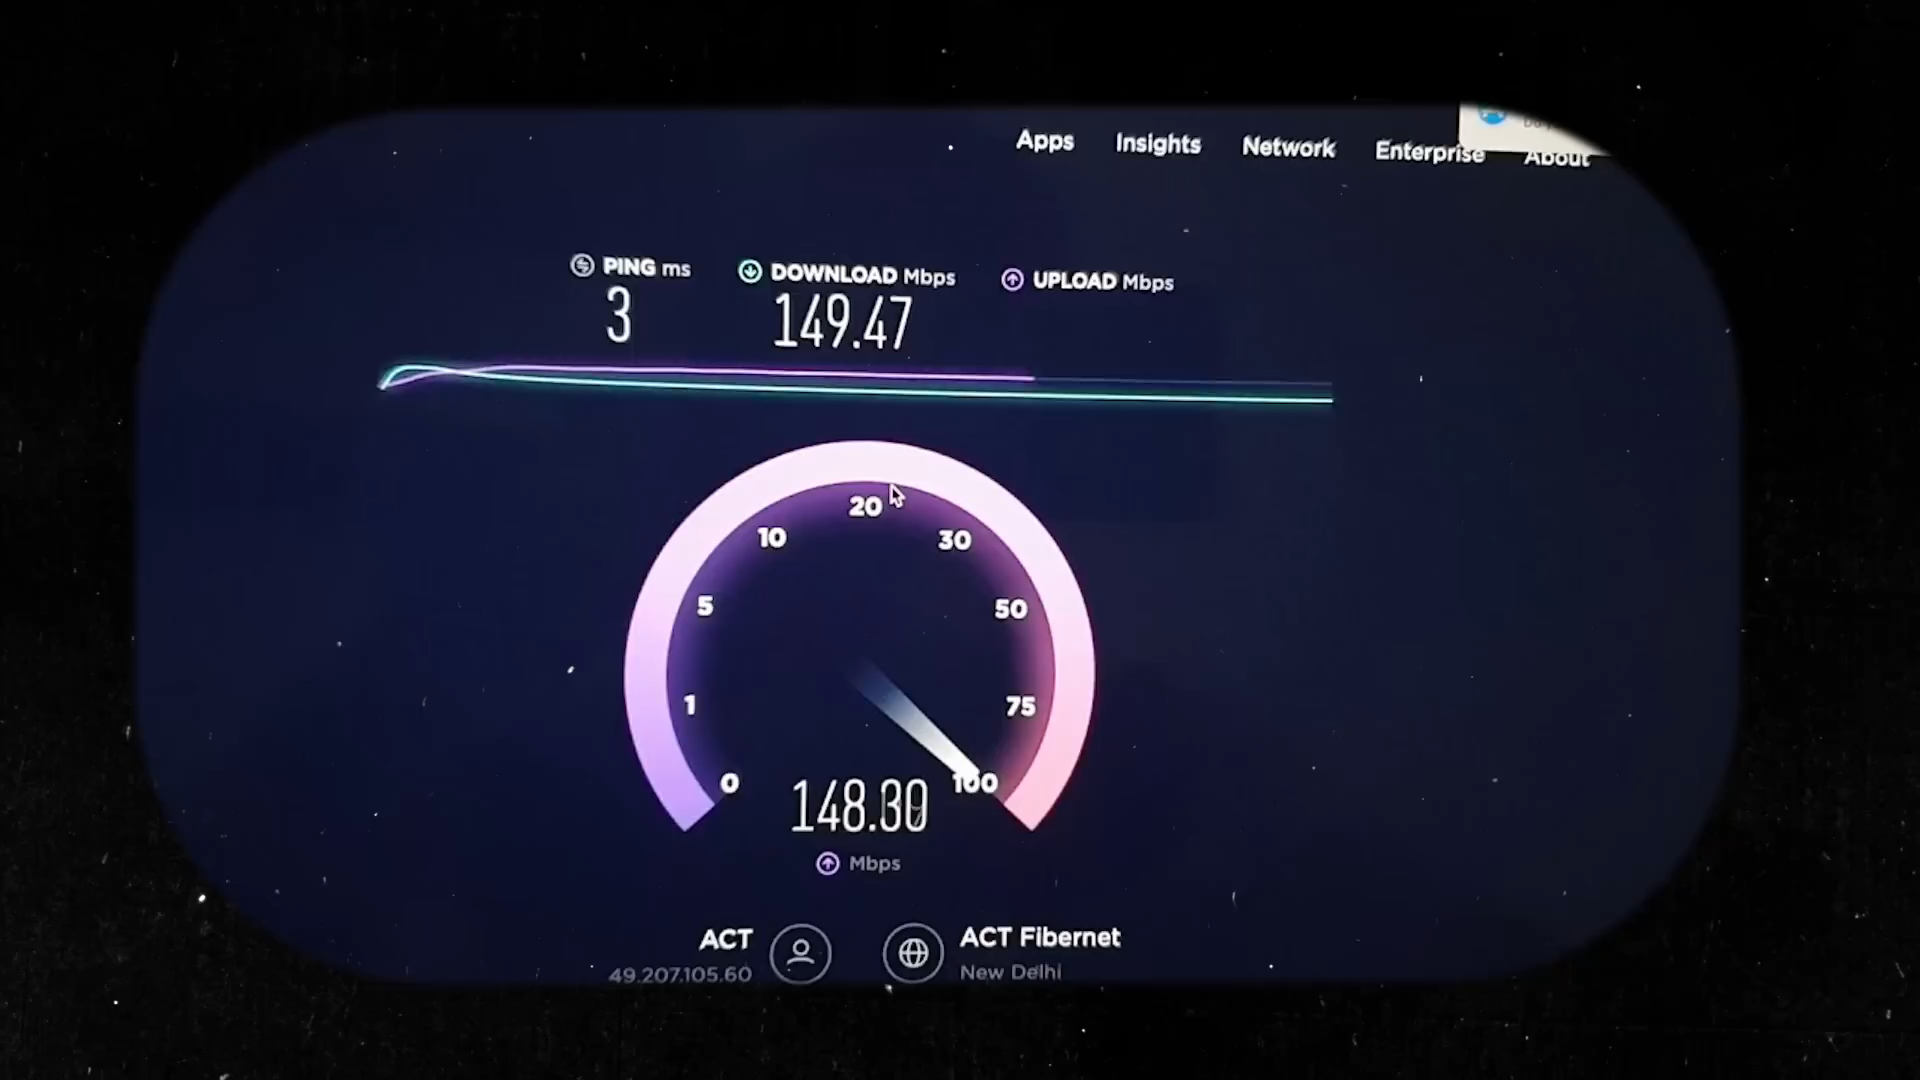 Apps Insights Network Enterprise About
PING ms DOWNLOAD Mbps UPLOAD Mbps
3 149.47
20
10 30
5 50
1 75
0 100
148.30
Mbps
ACT ACT Fibernet
49.207.105.60 New Delhi